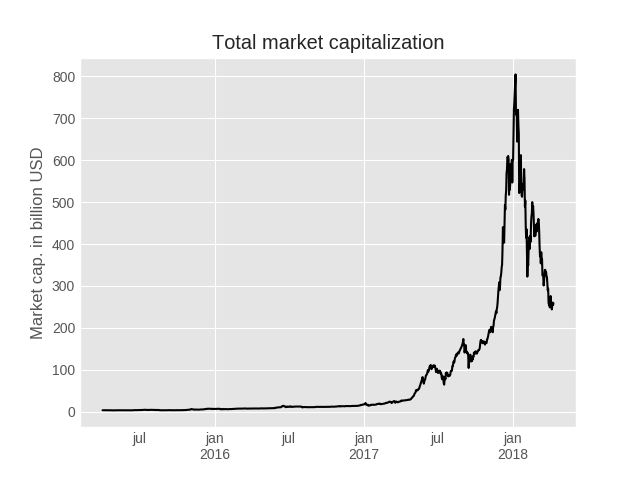 Total market capitalization
Market cap. in billion USD
800
700
600
500
400
300
200
100
0
jul
jan
2016
jul
jan
2017
jul
jan
2018